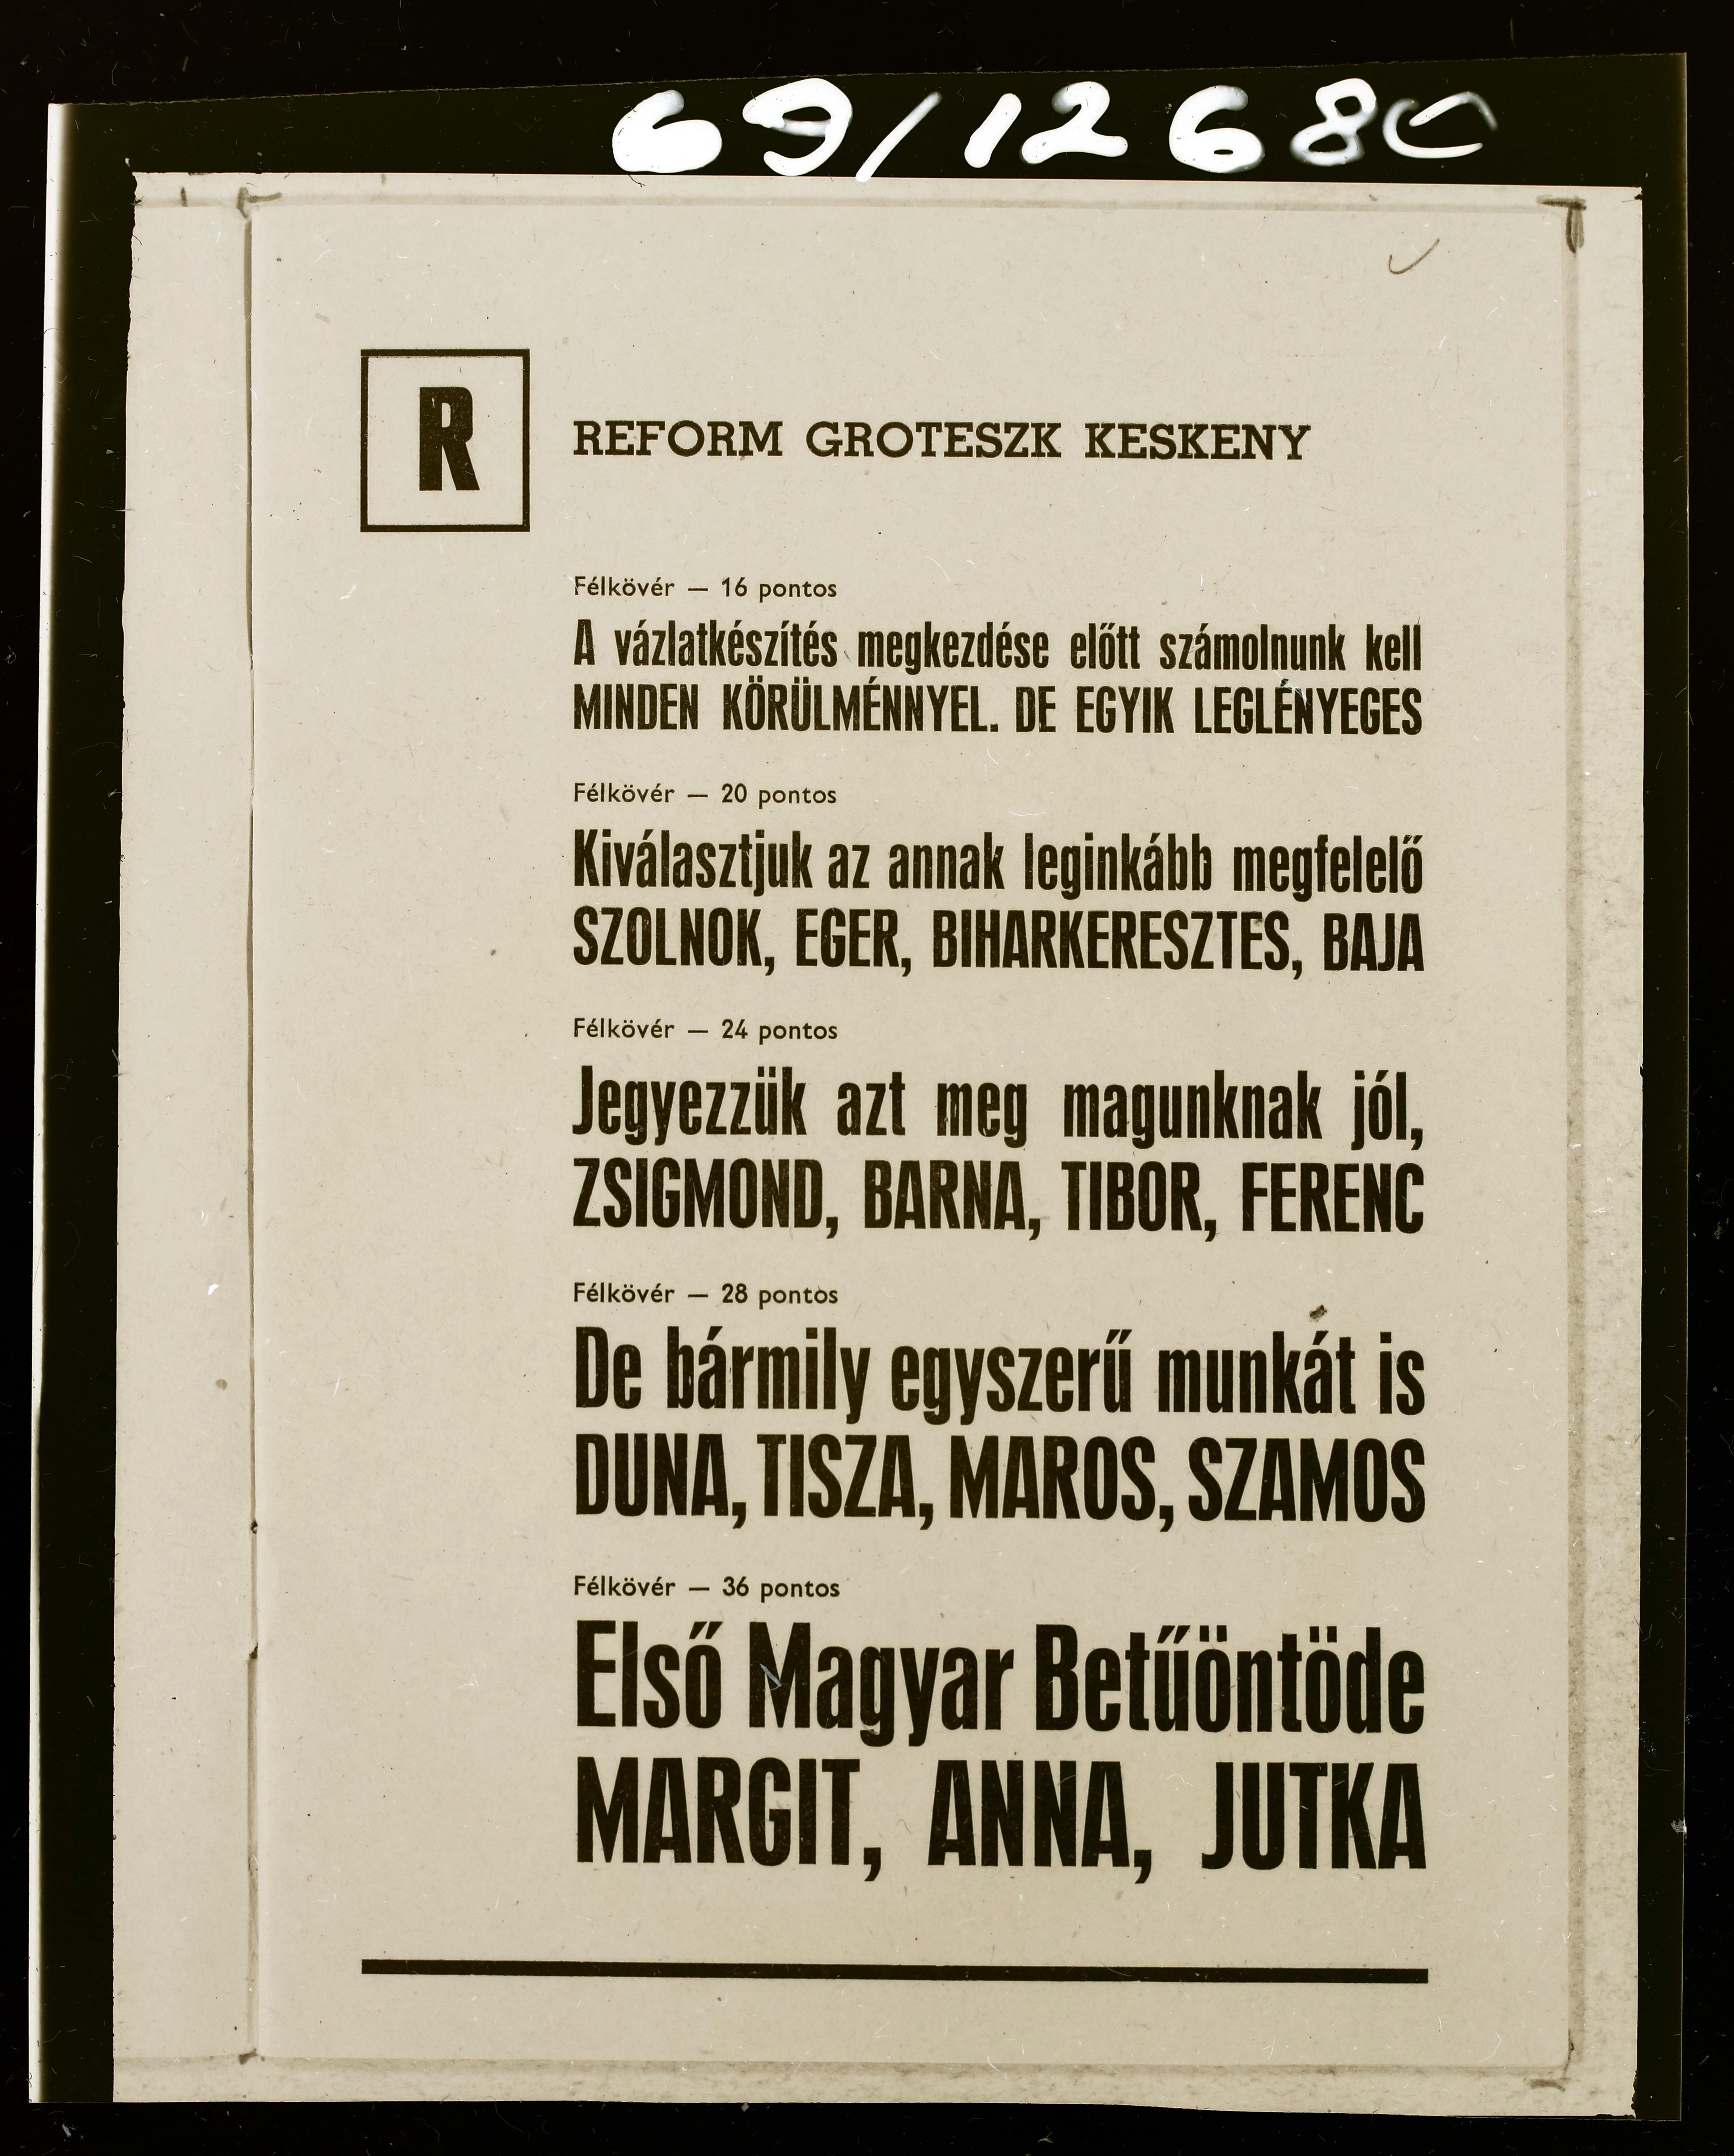 69/1268C
R
REFORM GROTESZK KESKENY
Félkövér — 16 pontos
A vázlatkészítés megkezdése előtt számolnunk kell
MINDEN KÖRÜLMÉNNYEL. DE EGYIK LEGLÉNYEGES
Félkövér — 20 pontos
Kiválasztjuk az annak leginkább megfelelő
SZOLNOK, EGER, BIHARKERESZTES, BAJA
Félkövér — 24 pontos
Jegyezzük azt meg magunknak jól,
ZSIGMOND, BARNA, TIBOR, FERENC
Félkövér — 28 pontos
De bármily egyszerű munkát is
DUNA, TISZA, MAROS, SZAMOS
Félkövér — 36 pontos
Első Magyar Betűöntöde
MARGIT, ANNA, JUTKA